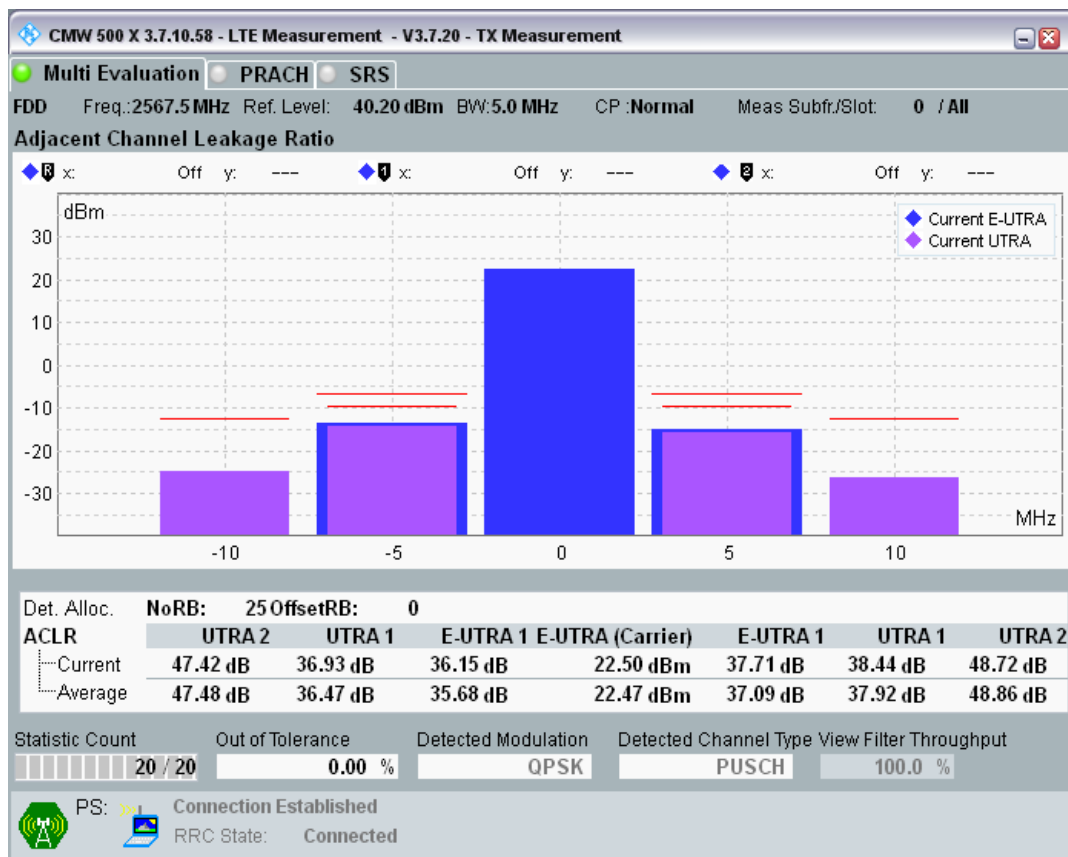 CMW 500 X 3.7.10.58 - LTE Measurement - V3.7.20 - TX Measurement
Multi Evaluation PRACH SRS
FDD Freq.:2567.5 MHz Ref. Level: 40.20 dBm BW:5.0 MHz CP :Normal Meas Subfr./Slot: 0 / All
Adjacent Channel Leakage Ratio
R x: Off y: --- 1 x: Off y: --- 2 x: Off y: ---
dBm
Current E-UTRA
Current UTRA
30
20
10
0
-10
-20
-30
MHz
-10 -5 0 5 10
Det. Alloc. NoRB: 25 OffsetRB: 0
ACLR UTRA 2 UTRA 1 E-UTRA 1 E-UTRA (Carrier) E-UTRA 1 UTRA 1 UTRA 2
Current 47.42 dB 36.93 dB 36.15 dB 22.50 dBm 37.71 dB 38.44 dB 48.72 dB
Average 47.48 dB 36.47 dB 35.68 dB 22.47 dBm 37.09 dB 37.92 dB 48.86 dB
Statistic Count Out of Tolerance Detected Modulation Detected Channel Type View Filter Throughput
20 / 20 0.00 % QPSK PUSCH 100.0 %
PS: Connection Established
RRC State: Connected